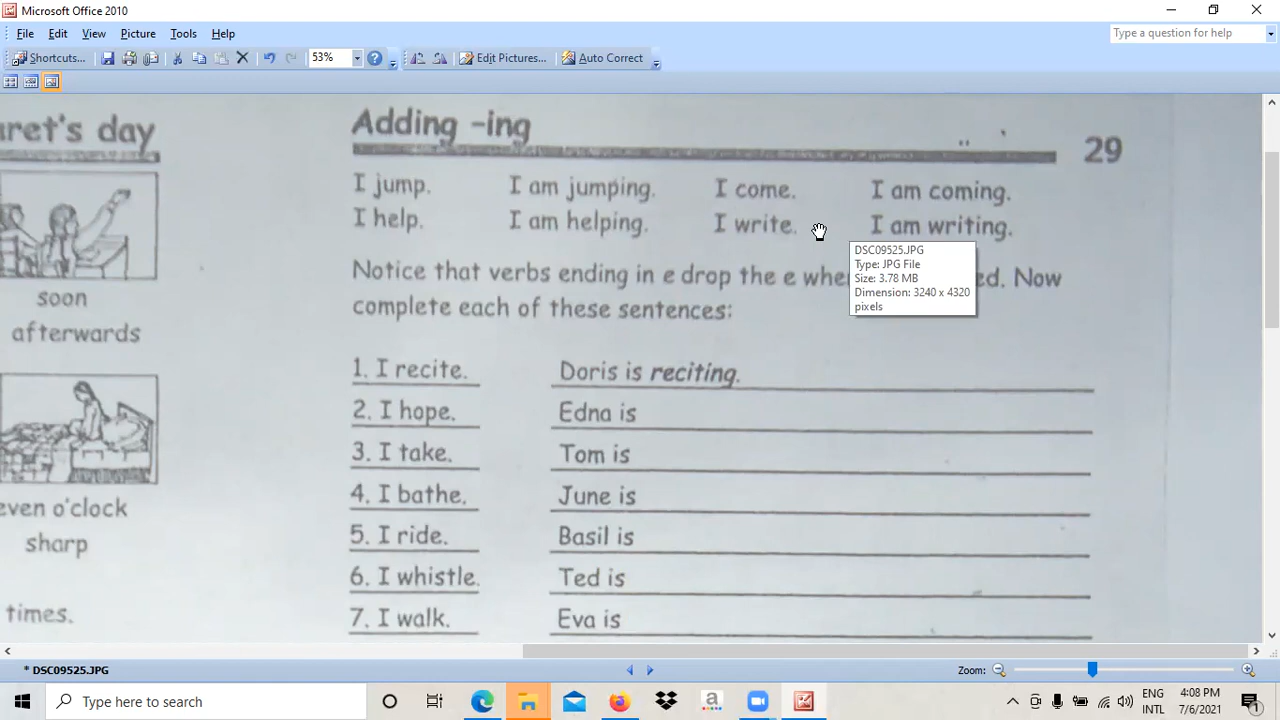 Microsoft Office 2010
File Edit View Picture Tools Help
Type a question for help
Shortcuts... 53% Edit Pictures... Auto Correct
aret's day
soon
afterwards
even o'clock
sharp
times.
Adding -ing 29
I jump. I am jumping. I come. I am coming.
I help. I am helping. I write. I am writing.
Notice that verbs ending in e drop the e ed. Now
complete each of these sentences:
DSC09525.JPG
Type: JPG File
Size: 3.78 MB
Dimension: 3240 x 4320
pixels
1. I recite. Doris is reciting.
2. I hope. Edna is
3. I take. Tom is
4. I bathe. June is
5. I ride. Basil is
6. I whistle. Ted is
7. I walk. Eva is
* DSC09525.JPG Zoom:
Type here to search
ENG 4:08 PM
INTL 7/6/2021